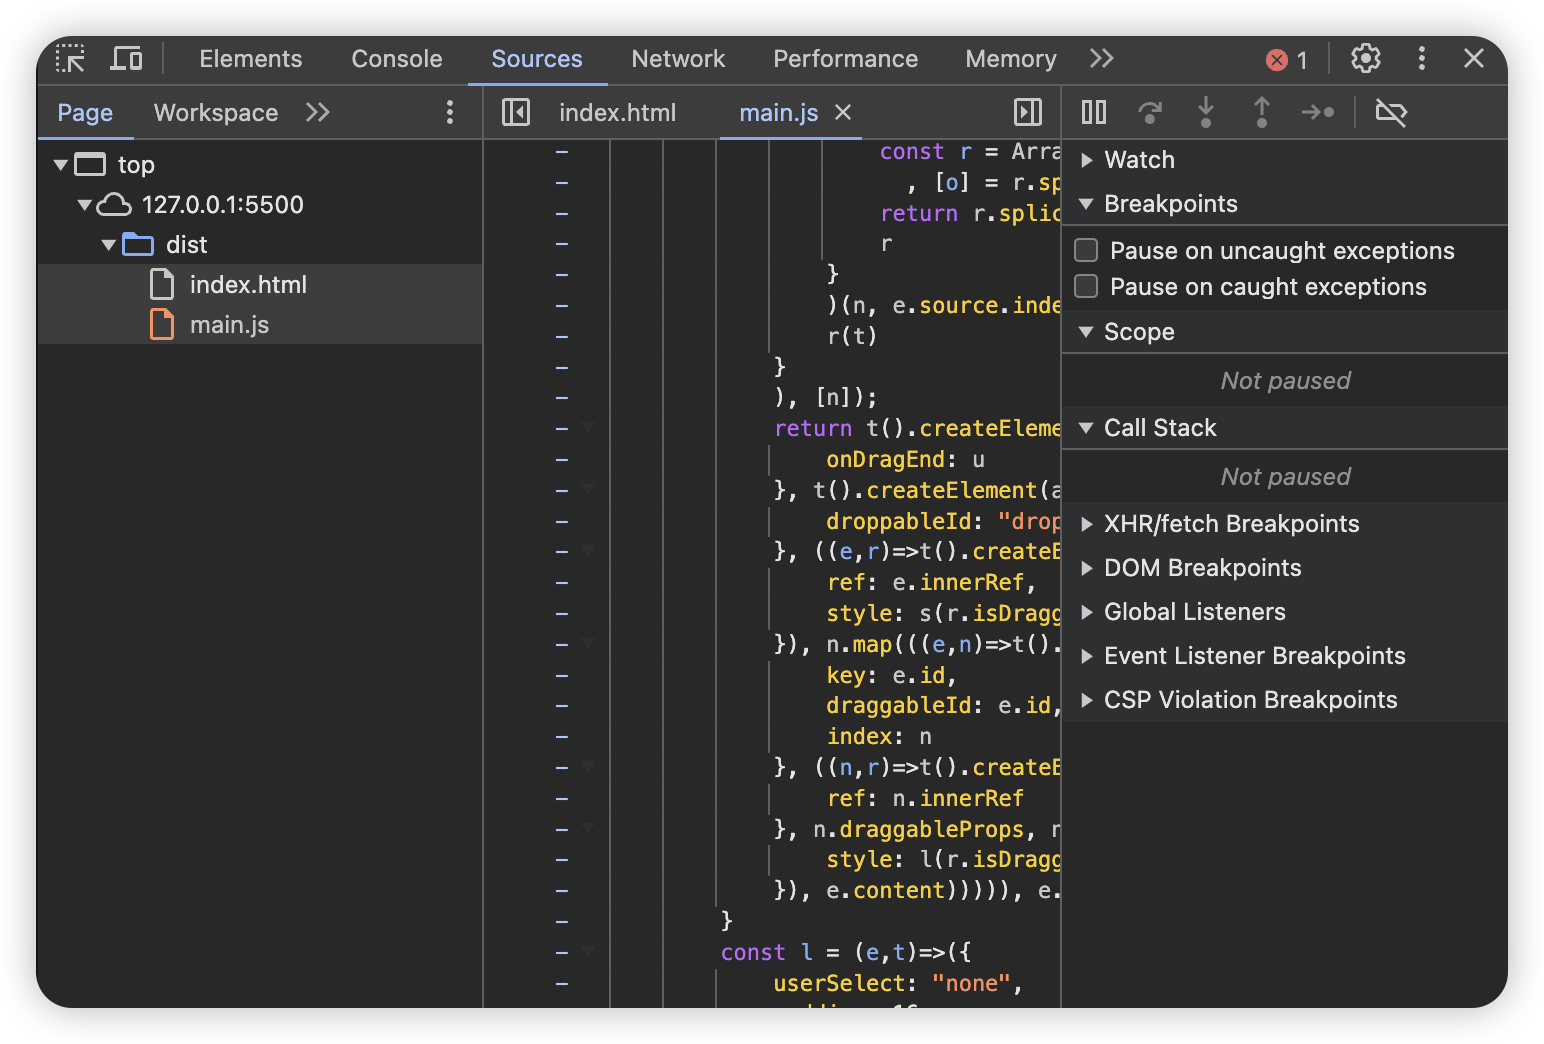 Elements Console Sources Network Performance Memory 1
Page Workspace
index.html main.js
top
127.0.0.1:5500
dist
index.html
main.js
const r = Arra
, [o] = r.sp
return r.splic
r
}
)(n, e.source.inde
r(t)
}
), [n]);
return t().createEleme
onDragEnd: u
}, t().createElement(a
droppableId: "drop
}, ((e,r)=>t().createE
ref: e.innerRef,
style: s(r.isDragg
}), n.map(((e,n)=>t().
key: e.id,
draggableId: e.id,
index: n
}, ((n,r)=>t().createE
ref: n.innerRef
}, n.draggableProps, n
style: l(r.isDragg
}), e.content))))), e.
}
const l = (e,t)=>({
userSelect: "none",
Watch
Breakpoints
Pause on uncaught exceptions
Pause on caught exceptions
Scope
Not paused
Call Stack
Not paused
XHR/fetch Breakpoints
DOM Breakpoints
Global Listeners
Event Listener Breakpoints
CSP Violation Breakpoints